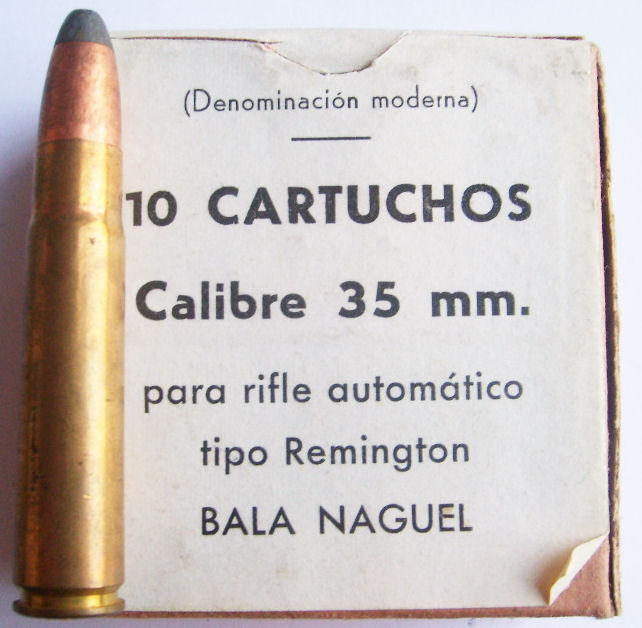 (Denominación moderna)
10 CARTUCHOS
Calibre 35 mm.
para rifle automático
tipo Remington
BALA NAGUEL